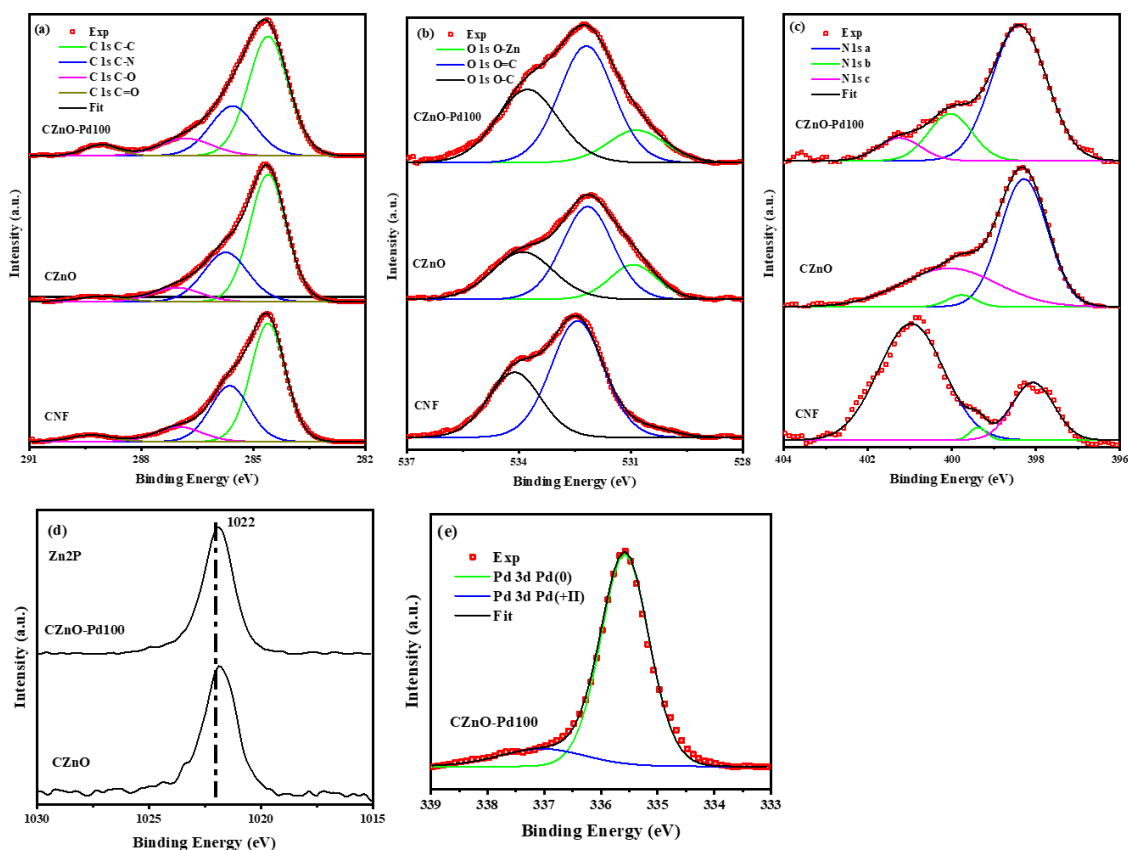 (a)
Exp
C 1s C-C
C 1s C-N
C 1s C-O
C 1s C=O
Fit
CZnO-Pd100
CZnO
CNF
Intensity (a.u.)
291 288 285 282
Binding Energy (eV)
(b)
Exp
O 1s O-Zn
O 1s O=C
O 1s O-C
CZnO-Pd100
CZnO
CNF
Intensity (a.u.)
537 534 531 528
Binding Energy (eV)
(c)
Exp
N1s a
N1s b
N1s c
Fit
CZnO-Pd100
CZnO
CNF
Intensity (a.u.)
404 402 400 398 396
Binding Energy (eV)
(d)
1022
Zn2P
CZnO-Pd100
CZnO
Intensity (a.u.)
1030 1025 1020 1015
Binding Energy (eV)
(e)
Exp
Pd 3d Pd(0)
Pd 3d Pd(+II)
Fit
CZnO-Pd100
Intensity (a.u.)
339 338 337 336 335 334 333
Binding Energy (eV)